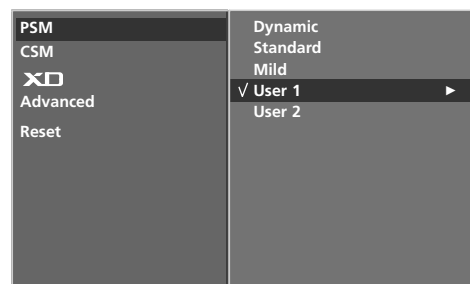 PSM
CSM
XD
Advanced
Reset
Dynamic
Standard
Mild
√ User 1 ►
User 2